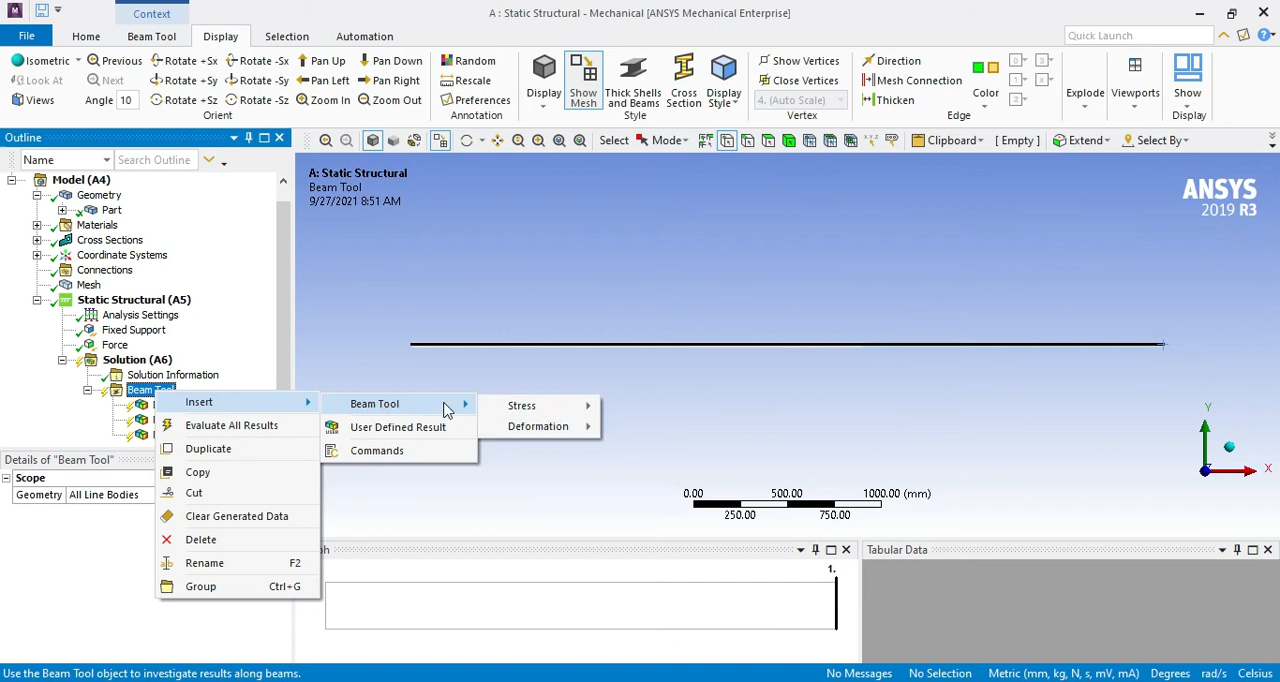 Context
A : Static Structural - Mechanical [ANSYS Mechanical Enterprise]
File Home Beam Tool Display Selection Automation
Quick Launch
Isometric Previous Rotate +Sx Rotate -Sx Pan Up Pan Down
Look At Next Rotate +Sy Rotate -Sy Pan Left Pan Right
Views Angle 10 Rotate +Sz Rotate -Sz Zoom In Zoom Out
Orient
Random
Rescale
Preferences
Annotation
Display
Show Mesh
Thick Shells and Beams
Cross Section
Display Style
Style
Show Vertices
Close Vertices
4. (Auto Scale)
Vertex
Direction
Mesh Connection
Thicken
Color
0 3
1 x
2
Edge
Explode
Viewports
Show
Display
Outline
Name
Search Outline
Select Mode Clipboard [ Empty ] Extend Select By
Model (A4)
Geometry
Part
Materials
Cross Sections
Coordinate Systems
Connections
Mesh
Static Structural (A5)
Analysis Settings
Fixed Support
Force
Solution (A6)
Solution Information
Beam Tool
Insert
Evaluate All Results
Duplicate
Copy
Cut
Clear Generated Data
Delete
Rename F2
Group Ctrl+G
Beam Tool
User Defined Result
Commands
Stress
Deformation
Details of "Beam Tool"
Scope
Geometry All Line Bodies
A: Static Structural
Beam Tool
9/27/2021 8:51 AM
ANSYS
2019 R3
Y
X
Z
0.00 500.00 1000.00 (mm)
250.00 750.00
ph
1.
Tabular Data
Use the Beam Tool object to investigate results along beams.
No Messages No Selection Metric (mm, kg, N, s, mV, mA) Degrees rad/s Celsius